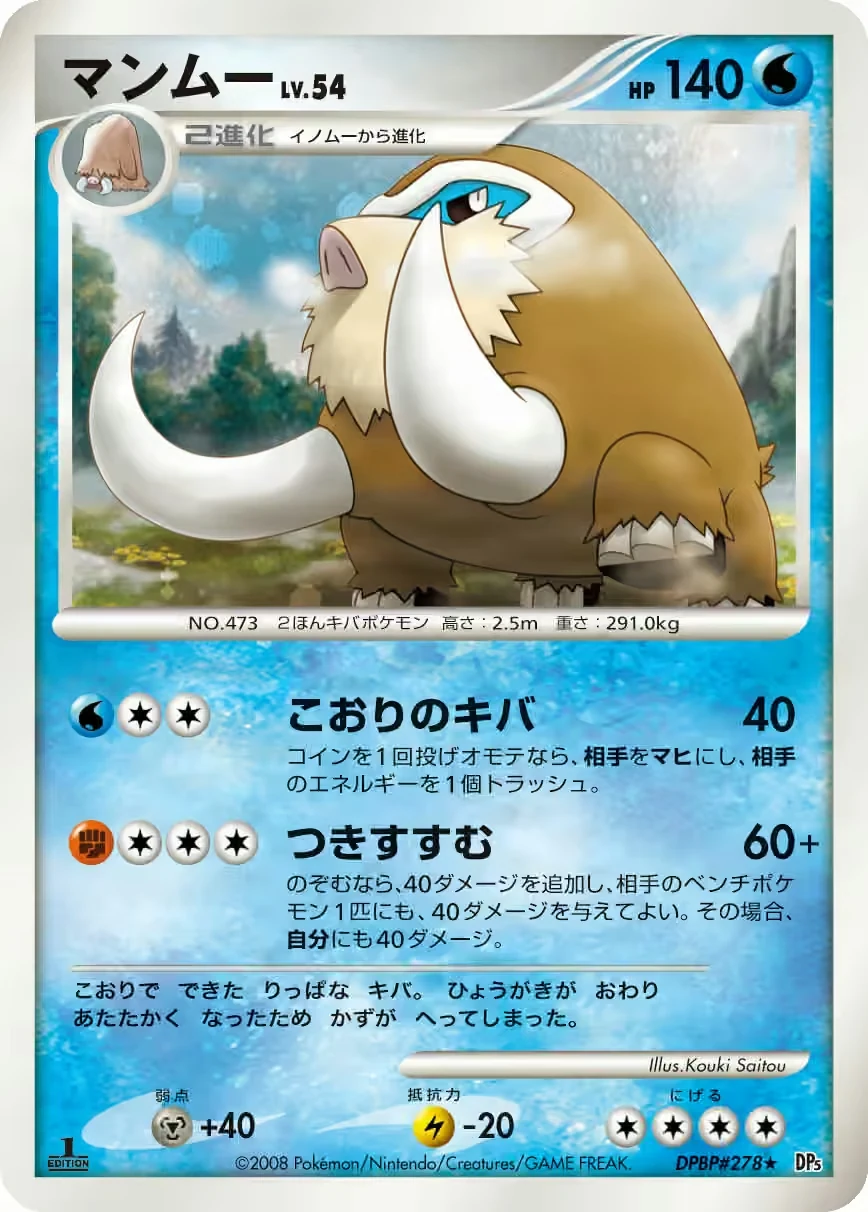 マンムー LV.54 HP 140
2進化 イノムーから進化
NO.473 2ほんキバポケモン 高さ:2.5m 重さ:291.0kg
こおりのキバ 40
コインを1回投げオモテなら、相手をマヒにし、相手
のエネルギーを1個トラッシュ。
つきすすむ 60+
のぞむなら、40ダメージを追加し、相手のベンチポケ
モン1匹にも、40ダメージを与えてよい。その場合、
自分にも40ダメージ。
こおりで できた りっぱな キバ。 ひょうがきが おわり
あたたかく なったため かずが へってしまった。
Illus.Kouki Saitou
弱点 抵抗力 にげる
+40 -20
1 EDITION
©2008 Pokémon/Nintendo/Creatures/GAME FREAK. DPBP#278★ DP5